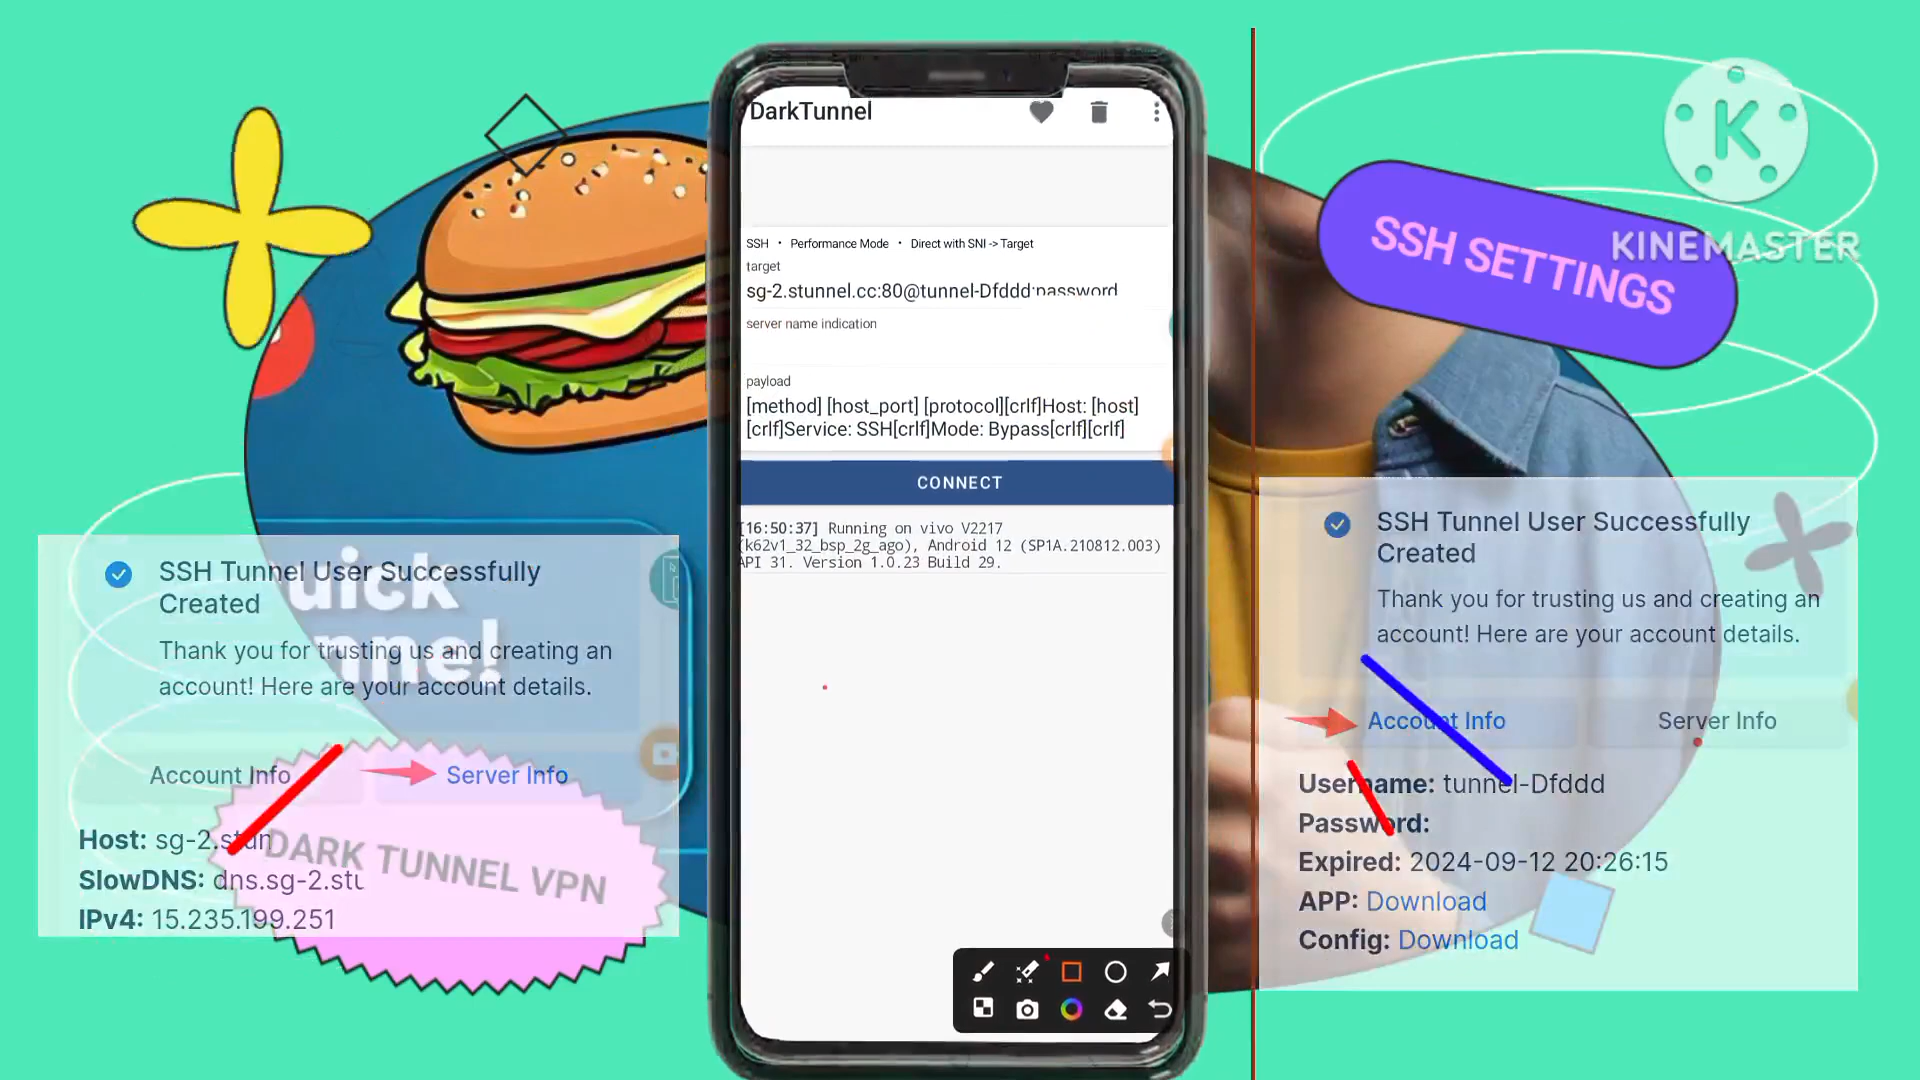 KINEMASTER
SSH SETTINGS
DarkTunnel
SSH • Performance Mode • Direct with SNI -> Target
target
sg-2.stunnel.cc:80@tunnel-Dfddd:password
server name indication
payload
[method] [host_port] [protocol][crlf]Host: [host]
[crlf]Service: SSH[crlf]Mode: Bypass[crlf][crlf]
CONNECT
[16:50:37] Running on vivo V2217
(k62v1_32_bsp_2g_ago), Android 12 (SP1A.210812.003)
API 31. Version 1.0.23 Build 29.
SSH Tunnel User Successfully
Created
Thank you for trusting us and creating an
account! Here are your account details.
Account Info
Server Info
Host: sg-2.stun
SlowDNS: dns.sg-2.stu
IPv4: 15.235.199.251
DARK TUNNEL VPN
SSH Tunnel User Successfully
Created
Thank you for trusting us and creating an
account! Here are your account details.
Account Info
Server Info
Username: tunnel-Dfddd
Password:
Expired: 2024-09-12 20:26:15
APP: Download
Config: Download